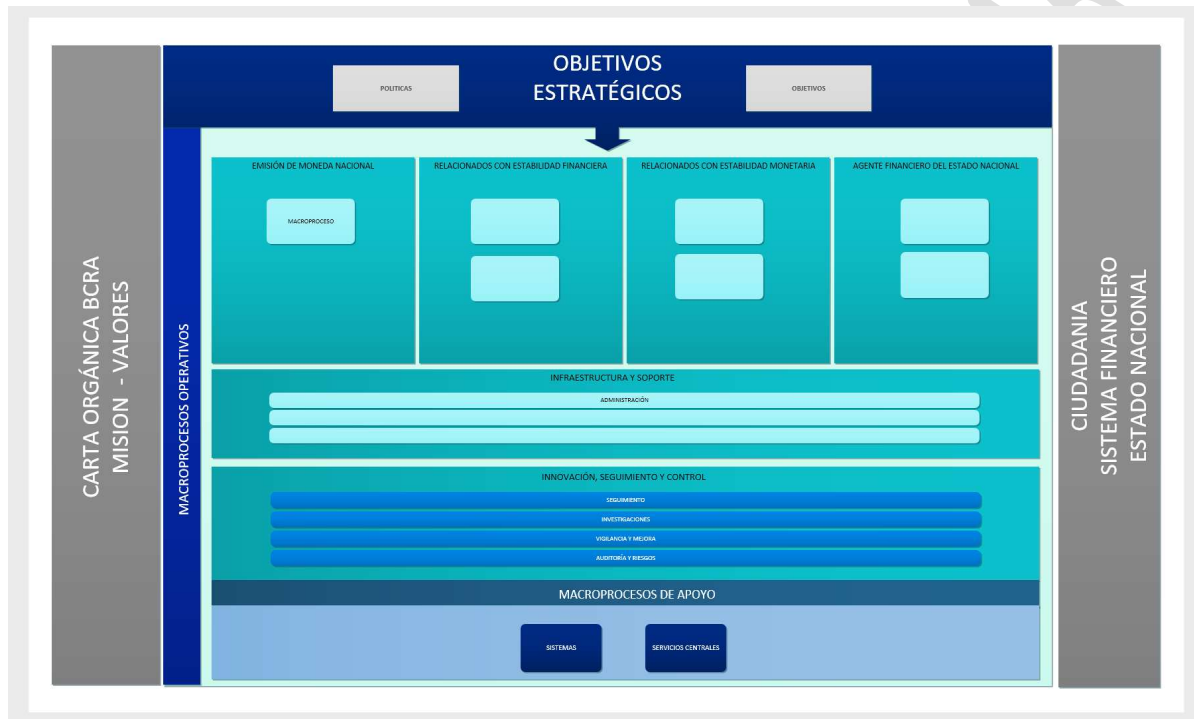 CARTA ORGÁNICA BCRA
MISION - VALORES
OBJETIVOS
ESTRATÉGICOS
POLITICAS
OBJETIVOS
MACROPROCESOS OPERATIVOS
EMISIÓN DE MONEDA NACIONAL
MACROPROCESO
RELACIONADOS CON ESTABILIDAD FINANCIERA
RELACIONADOS CON ESTABILIDAD MONETARIA
AGENTE FINANCIERO DEL ESTADO NACIONAL
INFRAESTRUCTURA Y SOPORTE
ADMINISTRACIÓN
INNOVACIÓN, SEGUIMIENTO Y CONTROL
SEGUIMIENTO
INVESTIGACIONES
VIGILANCIA Y MEJORA
AUDITORÍA Y RIESGOS
MACROPROCESOS DE APOYO
SISTEMAS
SERVICIOS CENTRALES
CIUDADANIA
SISTEMA FINANCIERO
ESTADO NACIONAL